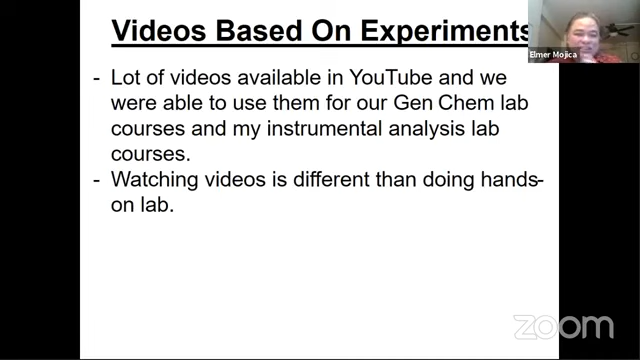 Videos Based On Experiments
Elmer Mojica
- Lot of videos available in YouTube and we
were able to use them for our Gen Chem lab
courses and my instrumental analysis lab
courses.
- Watching videos is different than doing hands-
on lab.
zoom